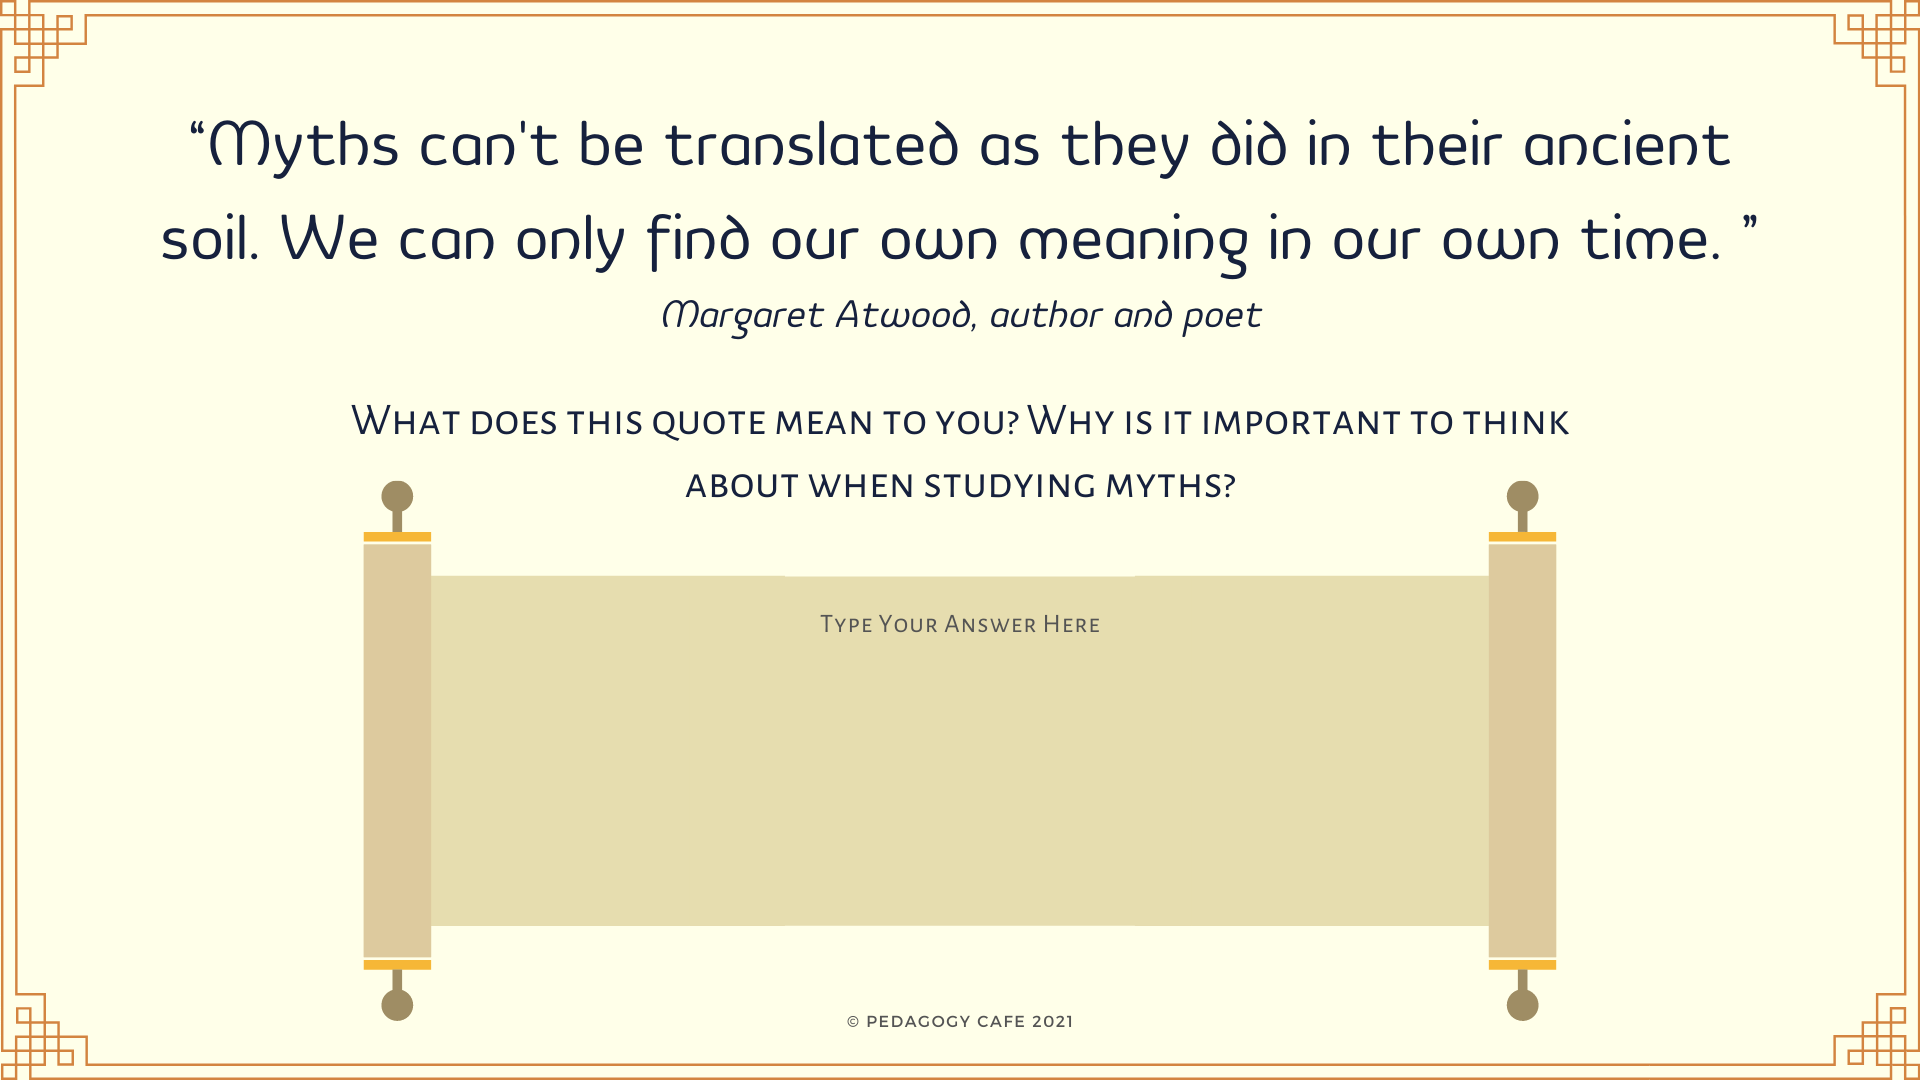 “Myths can't be translated as they did in their ancient
soil. We can only find our own meaning in our own time. ”
Margaret Atwood, author and poet
What does this quote mean to you? Why is it important to think
about when studying myths?
Type Your Answer Here
© PEDAGOGY CAFE 2021